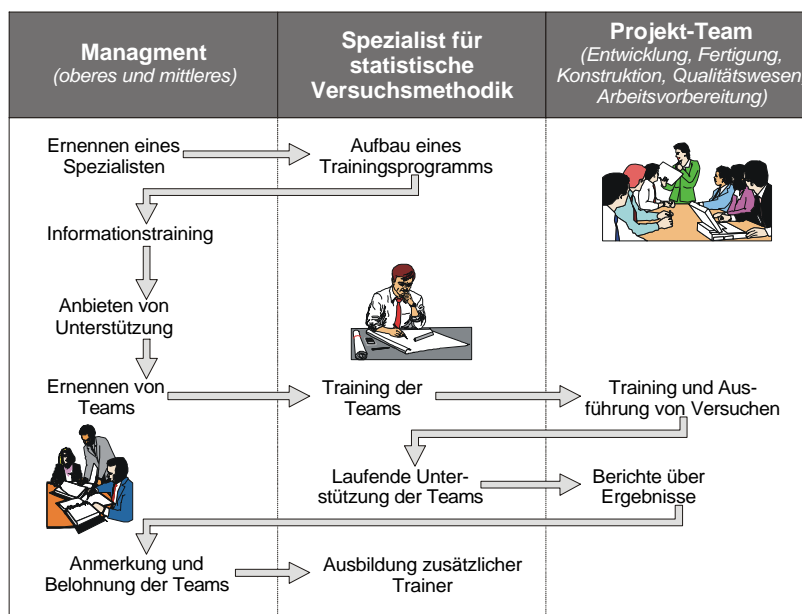 Managment
(oberes und mittleres)
Spezialist für
statistische
Versuchsmethodik
Projekt-Team
(Entwicklung, Fertigung,
Konstruktion, Qualitätswesen,
Arbeitsvorbereitung)
Ernennen eines
Spezialisten
Aufbau eines
Trainingsprogramms
Informationstraining
Anbieten von
Unterstützung
Ernennen von
Teams
Training der
Teams
Training und Aus-
führung von Versuchen
Laufende Unter-
stützung der Teams
Berichte über
Ergebnisse
Anmerkung und
Belohnung der Teams
Ausbildung zusätzlicher
Trainer